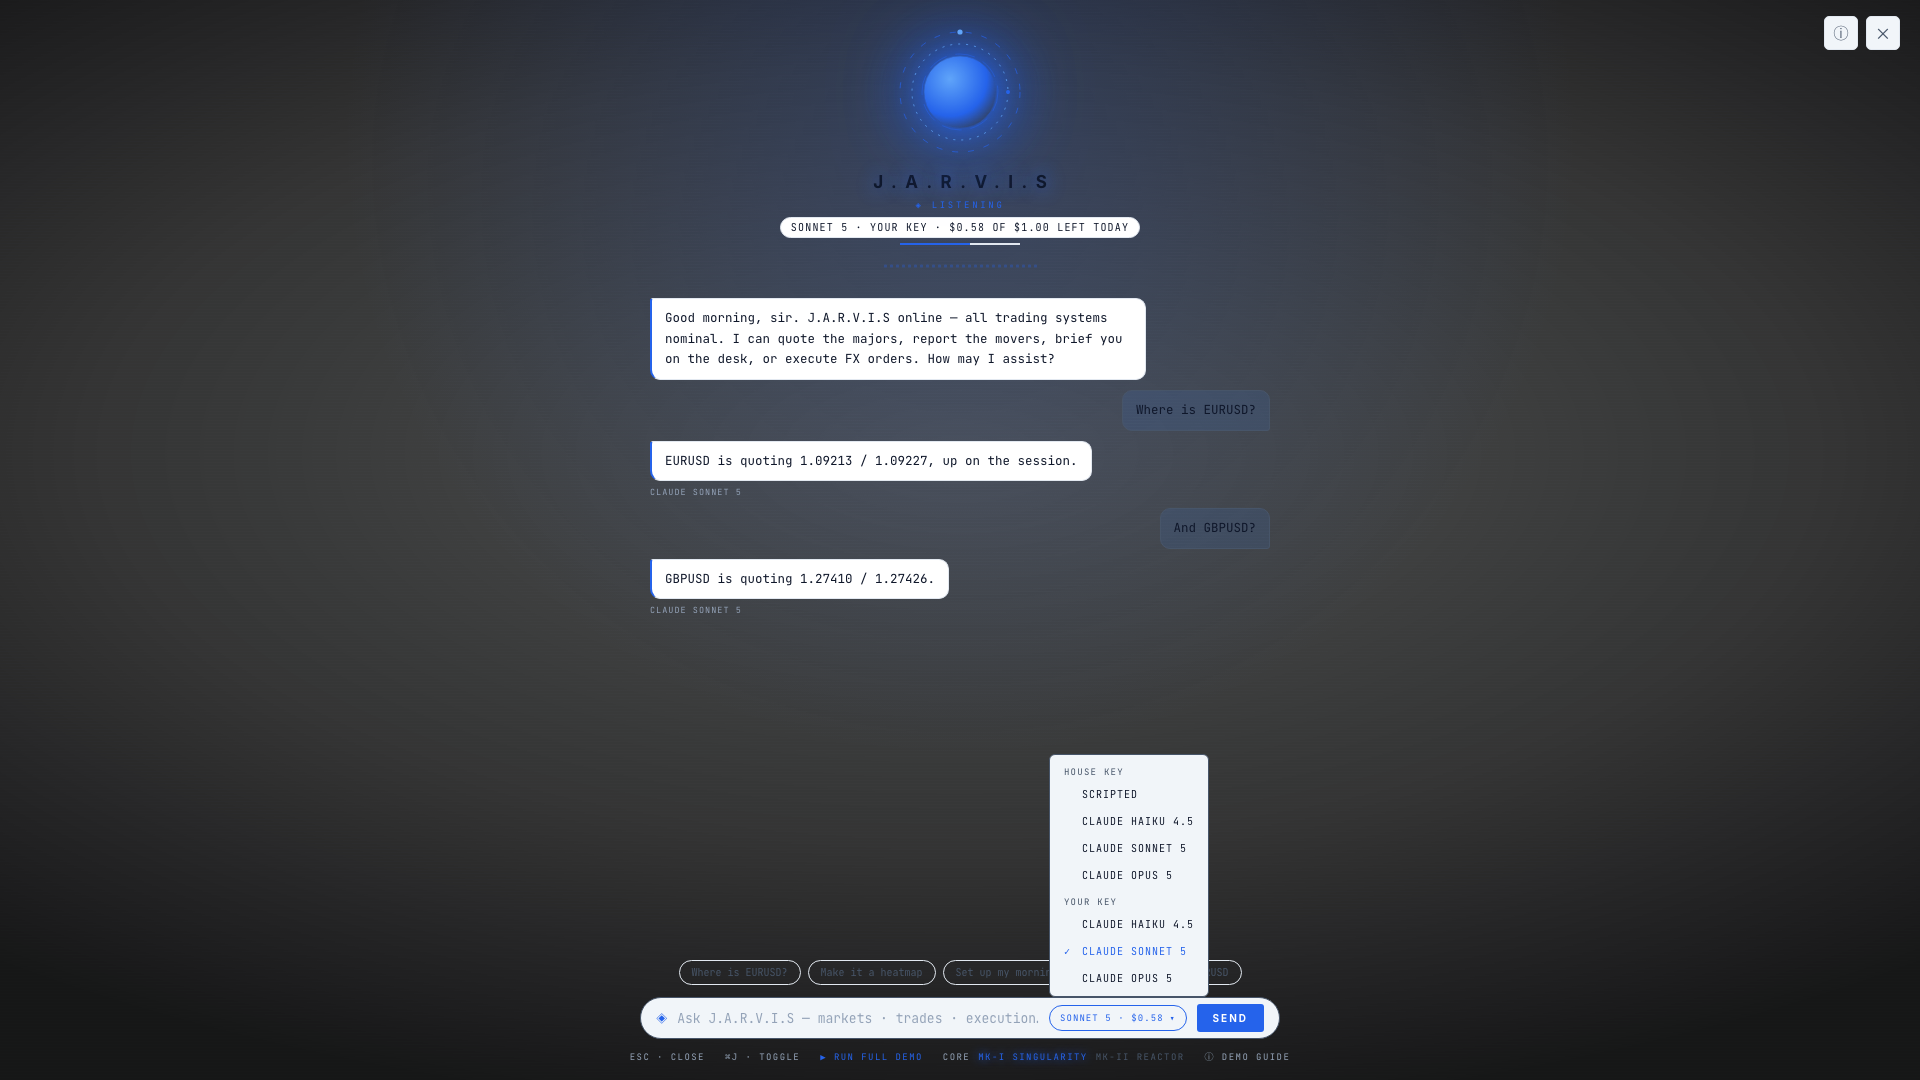 J.A.R.V.I.S
◆ LISTENING
SONNET 5 · YOUR KEY · $0.58 OF $1.00 LEFT TODAY
Good morning, sir. J.A.R.V.I.S online — all trading systems
nominal. I can quote the majors, report the movers, brief you
on the desk, or execute FX orders. How may I assist?
Where is EURUSD?
EURUSD is quoting 1.09213 / 1.09227, up on the session.
CLAUDE SONNET 5
And GBPUSD?
GBPUSD is quoting 1.27410 / 1.27426.
CLAUDE SONNET 5
HOUSE KEY
SCRIPTED
CLAUDE HAIKU 4.5
CLAUDE SONNET 5
CLAUDE OPUS 5
YOUR KEY
CLAUDE HAIKU 4.5
✓ CLAUDE SONNET 5
CLAUDE OPUS 5
Where is EURUSD? Make it a heatmap Set up my mornin
Ask J.A.R.V.I.S — markets · trades · execution. SONNET 5 · $0.58 ▾ SEND
ESC · CLOSE ⌘J · TOGGLE ▶ RUN FULL DEMO CORE MK-I SINGULARITY MK-II REACTOR ⓘ DEMO GUIDE